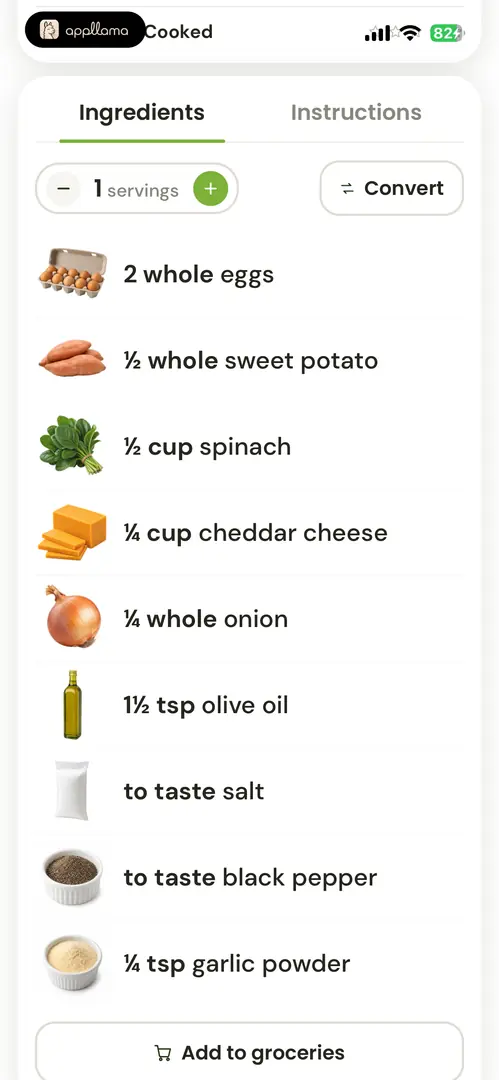 appllama Cooked 82
Ingredients Instructions
1 servings Convert
2 whole eggs
½ whole sweet potato
½ cup spinach
¼ cup cheddar cheese
¼ whole onion
1½ tsp olive oil
to taste salt
to taste black pepper
¼ tsp garlic powder
Add to groceries